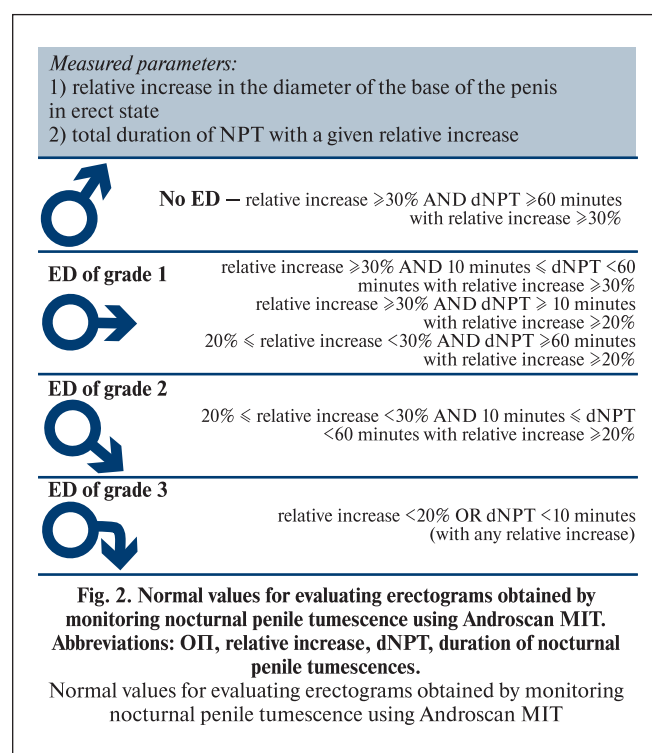 Measured parameters:
1) relative increase in the diameter of the base of the penis
in erect state
2) total duration of NPT with a given relative increase
No ED — relative increase ⩾30% AND dNPT ⩾60 minutes
with relative increase ⩾30%
ED of grade 1
relative increase ⩾30% AND 10 minutes ⩽ dNPT <60
minutes with relative increase ⩾30%
relative increase ⩾30% AND dNPT ⩾ 10 minutes
with relative increase ⩾20%
20% ⩽ relative increase <30% AND dNPT ⩾60 minutes
with relative increase ⩾20%
ED of grade 2
20% ⩽ relative increase <30% AND 10 minutes ⩽ dNPT
<60 minutes with relative increase ⩾20%
ED of grade 3
relative increase <20% OR dNPT <10 minutes
(with any relative increase)
Fig. 2. Normal values for evaluating erectograms obtained by
monitoring nocturnal penile tumescence using Androscan MIT.
Abbreviations: ОП, relative increase, dNPT, duration of nocturnal
penile tumescences.
Normal values for evaluating erectograms obtained by monitoring
nocturnal penile tumescence using Androscan MIT